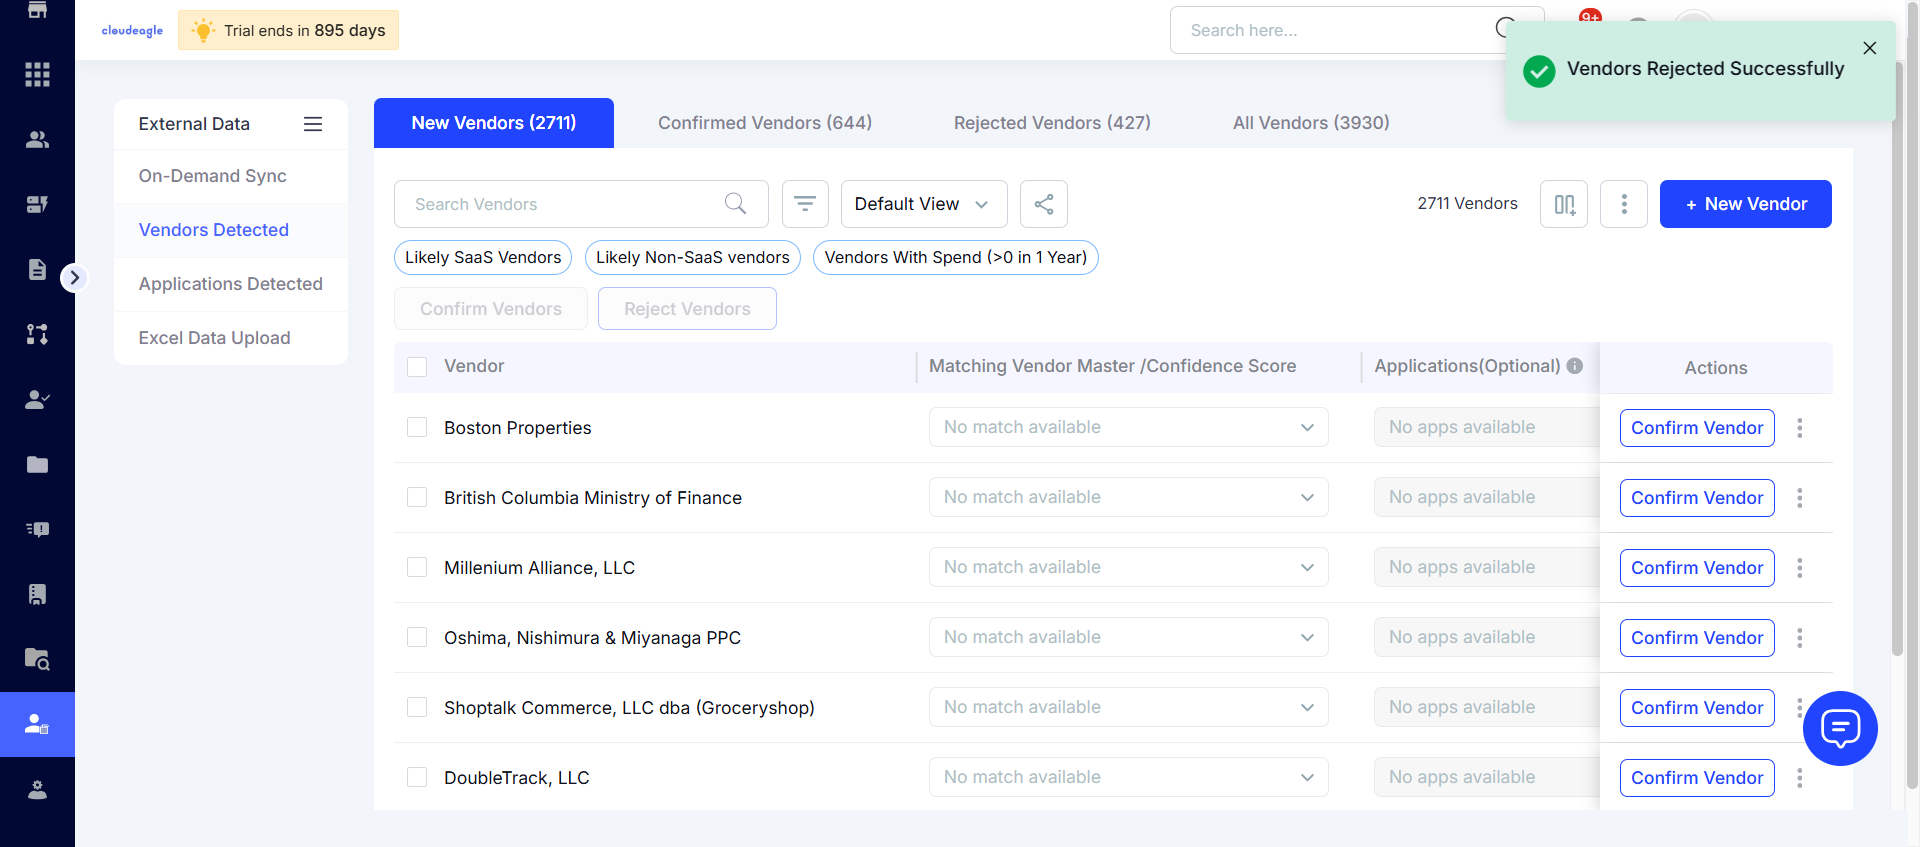 cloudeagle
Trial ends in 895 days
Search here...
9+
Vendors Rejected Successfully
External Data
On-Demand Sync
Vendors Detected
Applications Detected
Excel Data Upload
New Vendors (2711)
Confirmed Vendors (644)
Rejected Vendors (427)
All Vendors (3930)
Search Vendors
Default View
2711 Vendors
+ New Vendor
Likely SaaS Vendors
Likely Non-SaaS vendors
Vendors With Spend (>0 in 1 Year)
Confirm Vendors
Reject Vendors
Vendor
Matching Vendor Master /Confidence Score
Applications(Optional)
Actions
Boston Properties
No match available
No apps available
Confirm Vendor
British Columbia Ministry of Finance
No match available
No apps available
Confirm Vendor
Millenium Alliance, LLC
No match available
No apps available
Confirm Vendor
Oshima, Nishimura & Miyanaga PPC
No match available
No apps available
Confirm Vendor
Shoptalk Commerce, LLC dba (Groceryshop)
No match available
No apps available
Confirm Vendor
DoubleTrack, LLC
No match available
No apps available
Confirm Vendor